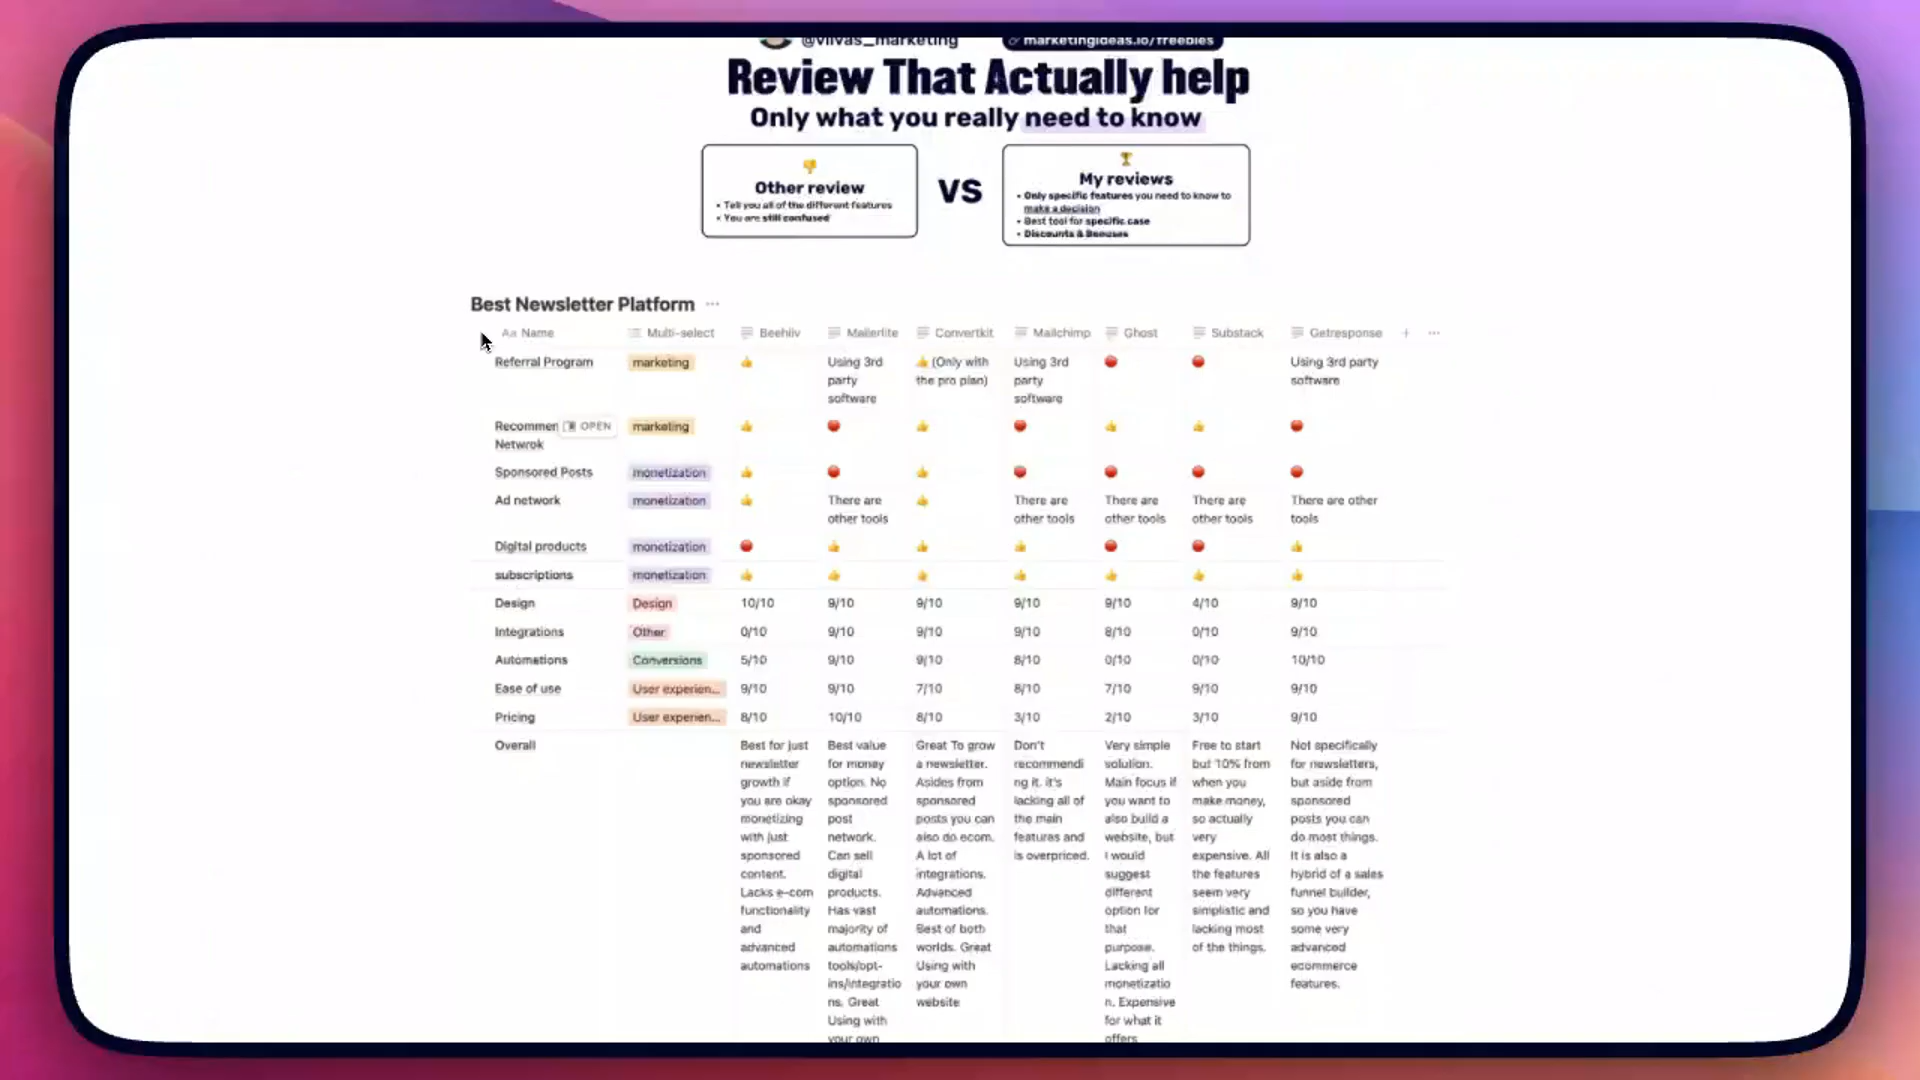 @viivas_marketing marketingideas.io/freebies
Review That Actually help
Only what you really need to know
Other review
• Tell you all of the different features
• You are still confused
VS
My reviews
• Only specific features you need to know to
make a decision
• Best tool for specific case
• Discounts & Bonuses
Best Newsletter Platform ...
Aa Name Multi-select Beehiiv Mailerlite Convertkit Mailchimp Ghost Substack Getresponse + ...
Referral Program marketing 👍 Using 3rd 👍 (Only with Using 3rd 🔴 🔴 Using 3rd party
party the pro plan) party software
software software
Recommen OPEN marketing 👍 🔴 👍 🔴 👍 👍 🔴
Netwrok
Sponsored Posts monetization 👍 🔴 👍 🔴 🔴 🔴 🔴
Ad network monetization 👍 There are 👍 There are There are There are There are other
other tools other tools other tools other tools tools
Digital products monetization 🔴 👍 👍 👍 🔴 🔴 👍
subscriptions monetization 👍 👍 👍 👍 👍 👍 👍
Design Design 10/10 9/10 9/10 9/10 9/10 4/10 9/10
Integrations Other 0/10 9/10 9/10 9/10 8/10 0/10 9/10
Automations Conversions 5/10 9/10 9/10 8/10 0/10 0/10 10/10
Ease of use User experien... 9/10 9/10 7/10 8/10 7/10 9/10 9/10
Pricing User experien... 8/10 10/10 8/10 3/10 2/10 3/10 9/10
Overall Best for just Best value Great To grow Don't Very simple Free to start Not specifically
newsletter for money a newsletter. recommendi solution. but 10% from for newsletters,
growth if option. No Asides from ng it. it's Main focus if when you but aside from
you are okay sponsored sponsored lacking all of you want to make money, sponsored
monetizing post posts you can the main also build a so actually posts you can
with just network. also do ecom. features and website, but very do most things.
sponsored Can sell A lot of is overpriced. I would expensive. All It is also a
content. digital integrations. suggest the features hybrid of a sales
Lacks e-com products. Advanced different seem very funnel builder,
functionality Has vast automations. option for simplistic and so you have
and majority of Best of both that lacking most some very
advanced automations worlds. Great purpose. of the things. advanced
automations tools/opt- Using with Lacking all ecommerce
ins/integratio your own monetizatio features.
ns. Great website n. Expensive
Using with for what it
your own offers